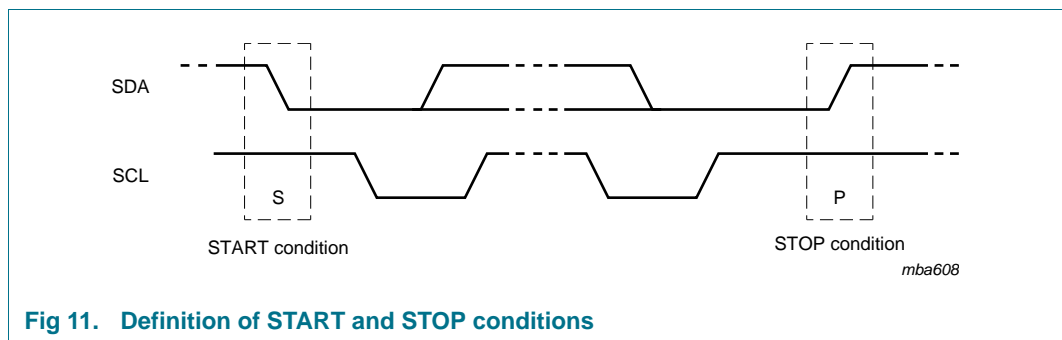 SDA
SCL
S
P
START condition
STOP condition
mba608
Fig 11. Definition of START and STOP conditions